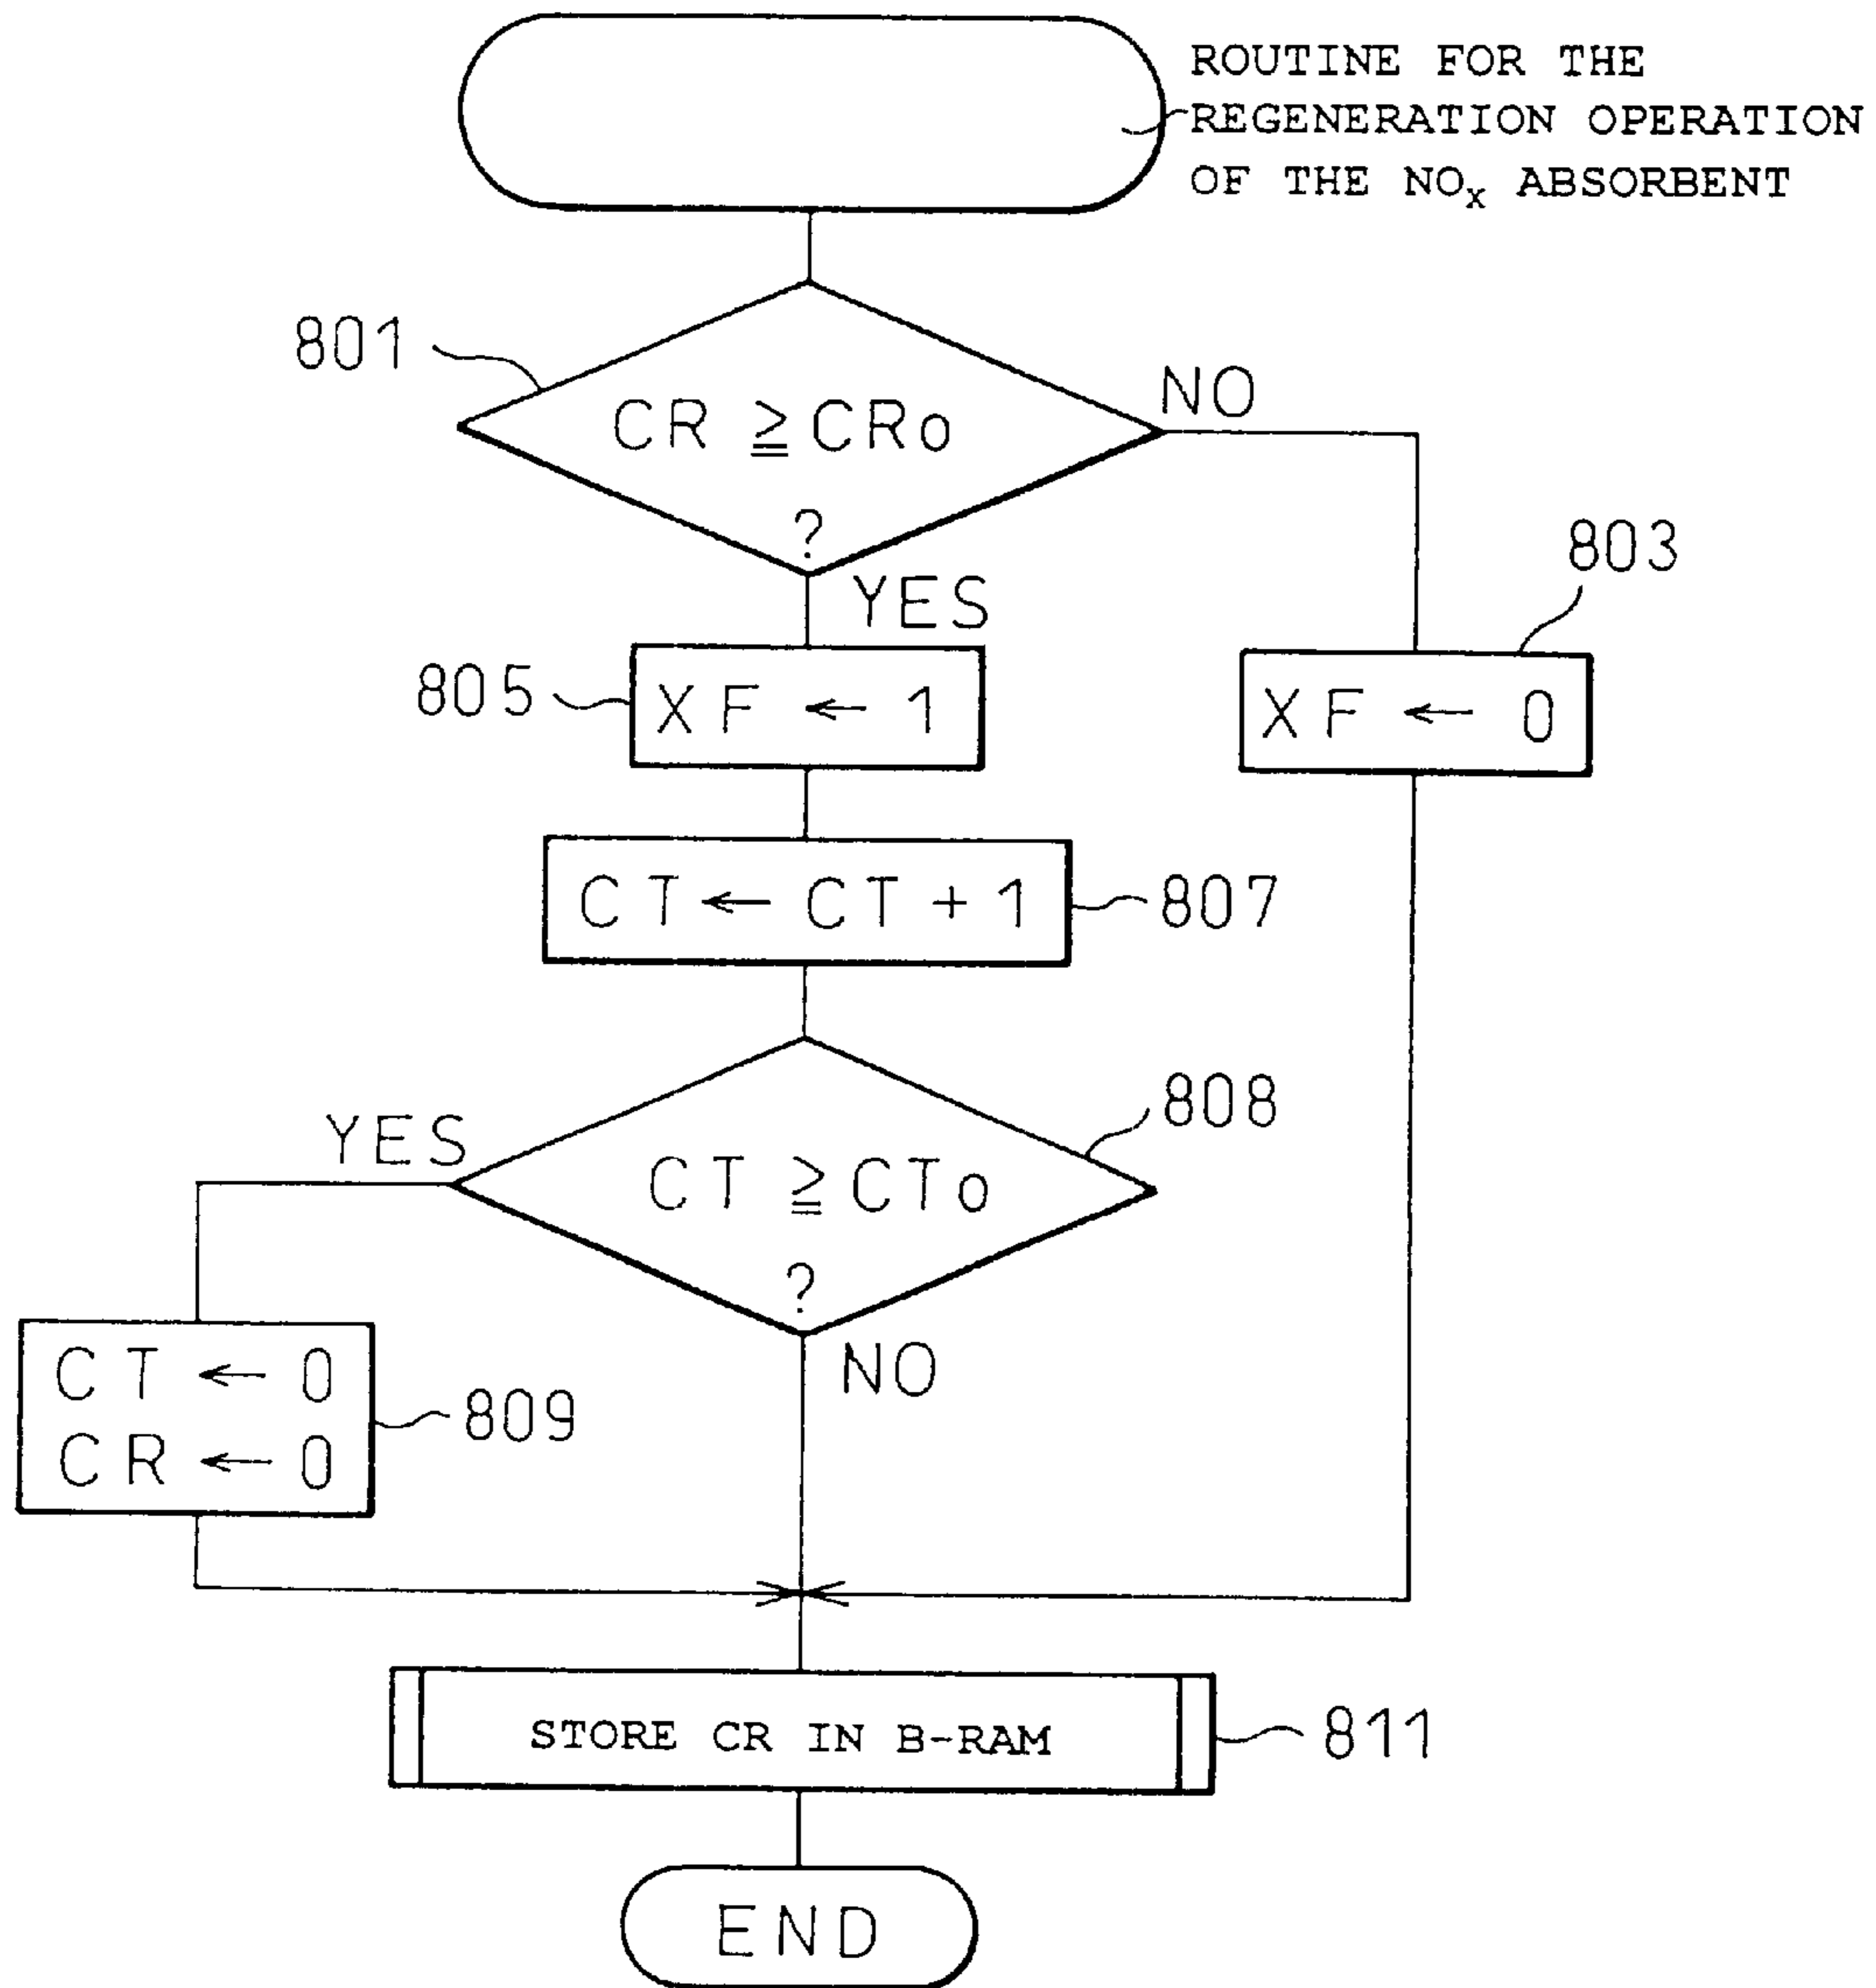 ROUTINE FOR THE
REGENERATION OPERATION
OF THE NOx ABSORBENT
801
CR ≧ CRo
?
NO
YES
803
805
XF ← 1
XF ← 0
CT ← CT + 1
807
808
YES
CT ≧ CTo
?
NO
CT ← 0
CR ← 0
809
STORE CR IN B-RAM
811
END